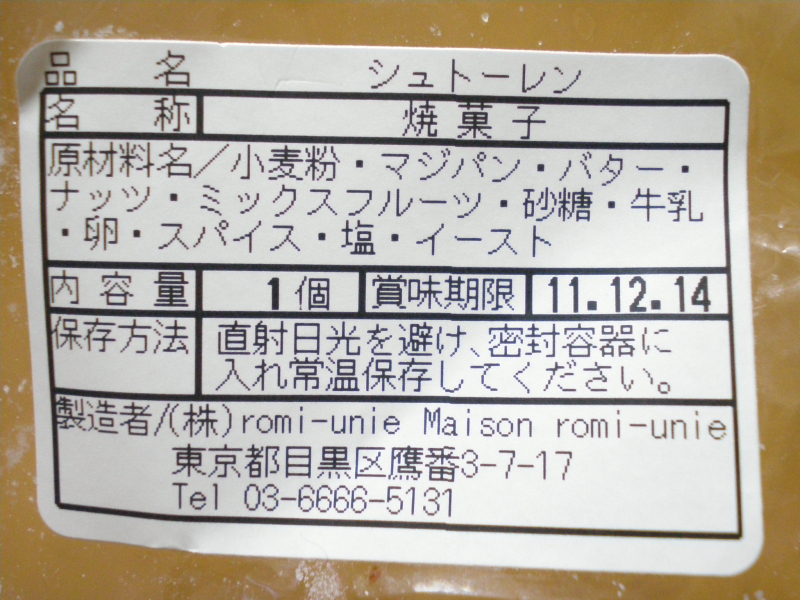 品名 シュトーレン
名称 焼菓子
原材料名／小麦粉・マジパン・バター・
ナッツ・ミックスフルーツ・砂糖・牛乳
・卵・スパイス・塩・イースト
内容量 1個 賞味期限 11.12.14
保存方法 直射日光を避け、密封容器に
入れ常温保存してください。
製造者/(株)romi-unie Maison romi-unie
東京都目黒区鷹番3-7-17
Tel 03-6666-5131